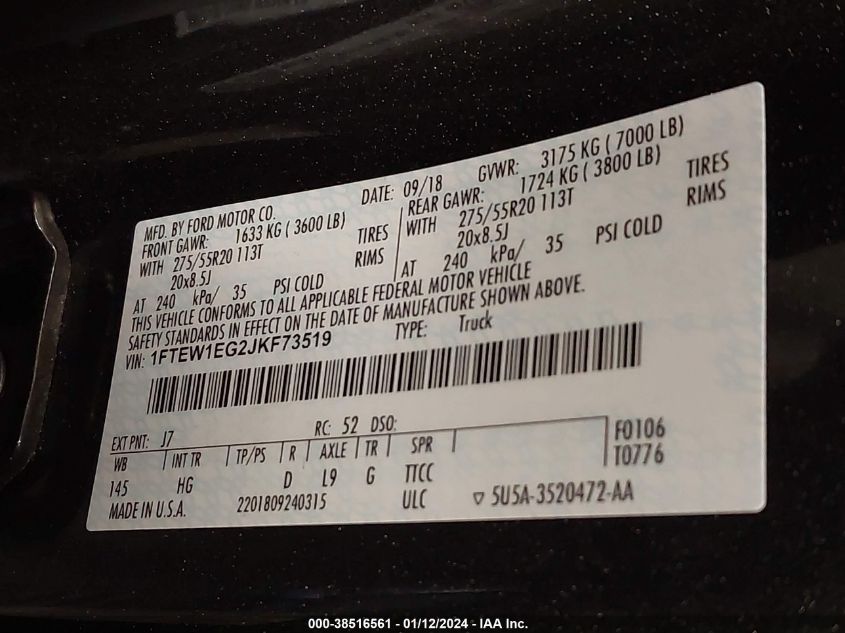 MFD. BY FORD MOTOR CO. DATE: 09/18 GVWR: 3175 KG ( 7000 LB)
FRONT GAWR: 1633 KG ( 3600 LB) REAR GAWR: 1724 KG ( 3800 LB)
WITH 275/55R20 113T TIRES WITH 275/55R20 113T TIRES
20x8.5J RIMS 20x8.5J RIMS
AT 240 kPa/ 35 PSI COLD AT 240 kPa/ 35 PSI COLD
THIS VEHICLE CONFORMS TO ALL APPLICABLE FEDERAL MOTOR VEHICLE
SAFETY STANDARDS IN EFFECT ON THE DATE OF MANUFACTURE SHOWN ABOVE.
VIN: 1FTEW1EG2JKF73519 TYPE: Truck
EXT PNT: J7 RC: 52 DSO: F0106
WB INT TR TP/PS R AXLE TR SPR T0776
145 HG D L9 G TTCC
MADE IN U.S.A. 2201809240315 ULC ▽ 5U5A-3520472-AA
000-38516561 - 01/12/2024 - IAA Inc.